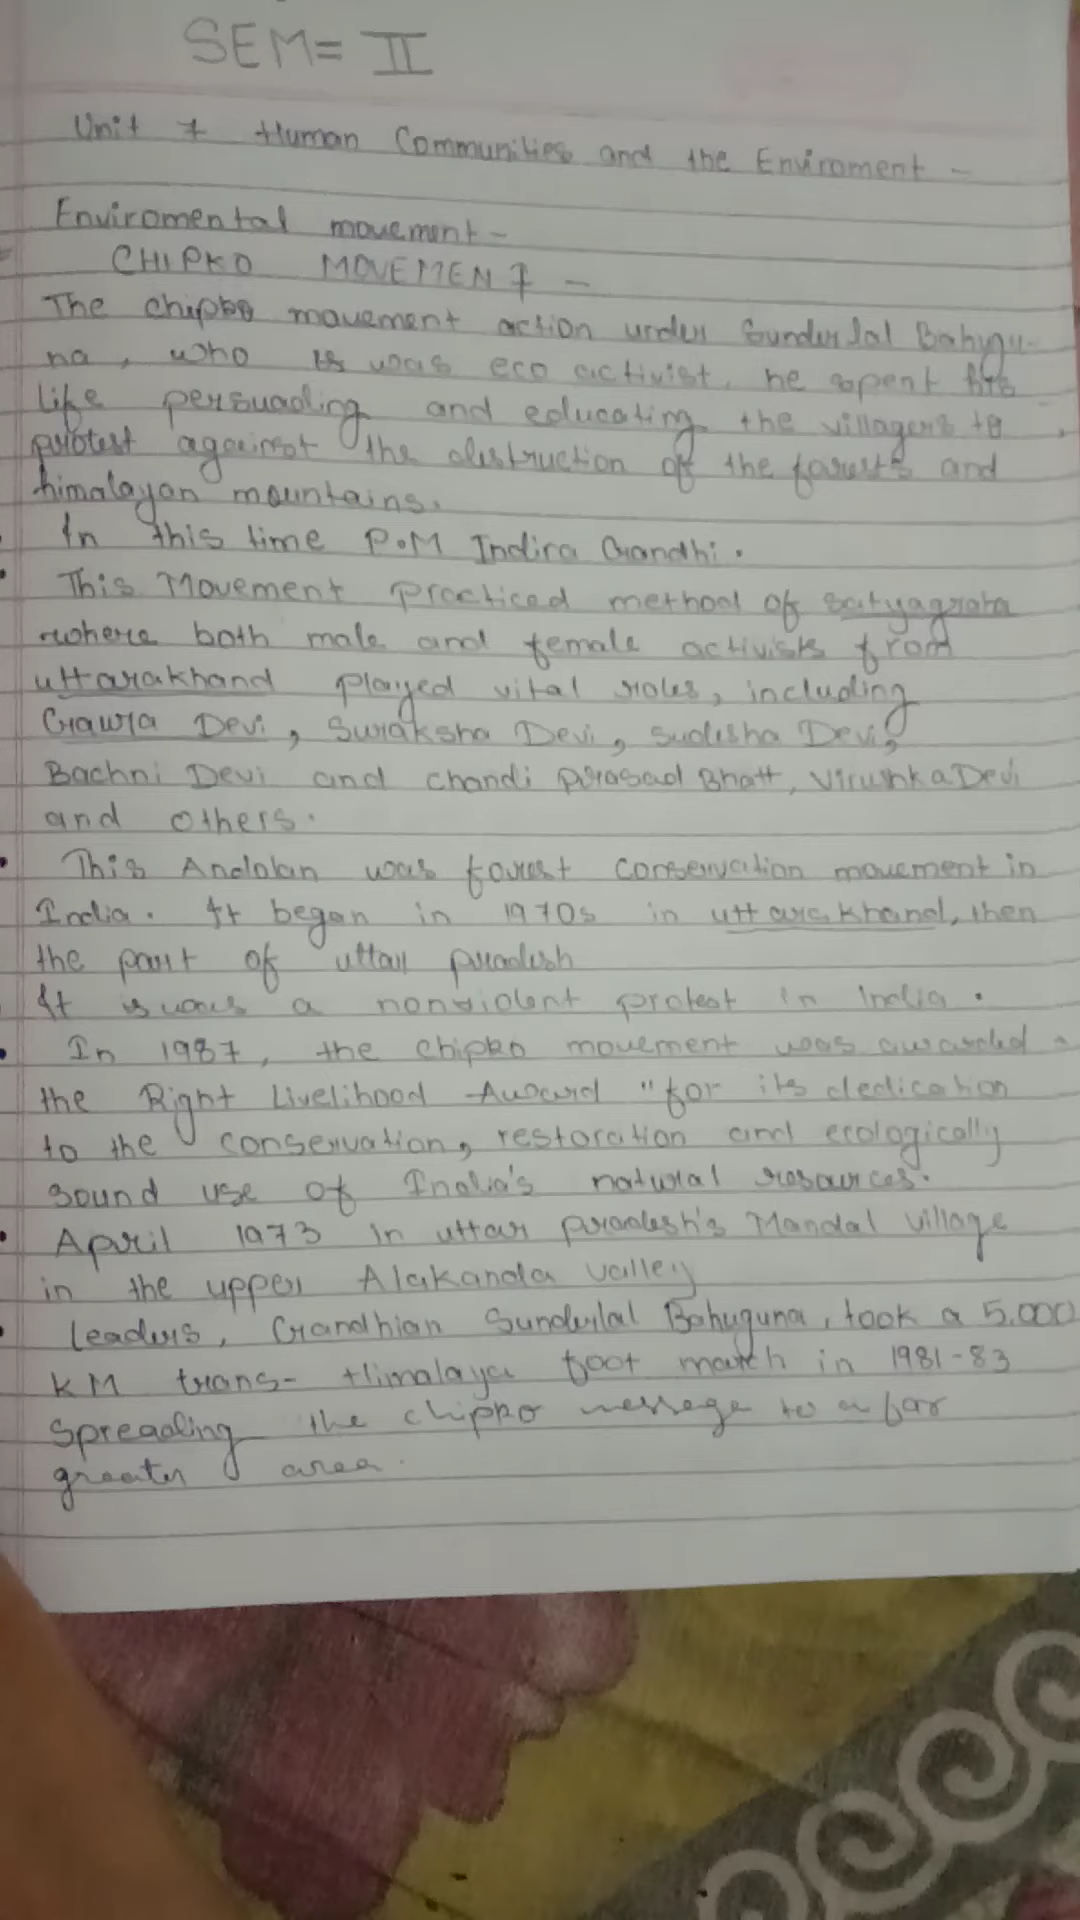 SEM = II
Unit 7 Human Communities and the Enviroment -
Enviromental movement -
CHIPKO MOVEMENT -
The chipko movement action under Sunderlal Bahugu-
na, who was eco activist, he spent his
life persuading and educating the villagers to
protest against the distruction of the forests and
himalayan mountains.
In this time P.M Indira Gandhi.
This Movement practiced method of satyagraha
where both male and female activists from
uttarakhand played vital roles, including
Gawra Devi, Suraksha Devi, Sudesha Devi,
Bachni Devi and Chandi Prasad Bhatt, Virushka Devi
and others.
This Andolan was forest conservation movement in
India. It began in 1970s in uttarakhand, then
the part of uttar pradesh
It was a nonviolent protest in India.
In 1987, the chipko movement was awarded
the Right Livelihood Award "for its dedication
to the conservation, restoration and ecologically
sound use of India's natural resources.
April 1973 in uttar pradesh's Mandal village
in the upper Alakanda valley
leaders, Gandhian Sunderlal Bahuguna, took a 5,000
KM trans- Himalaya foot march in 1981-83
Spreading the chipko message to a far
greater area.